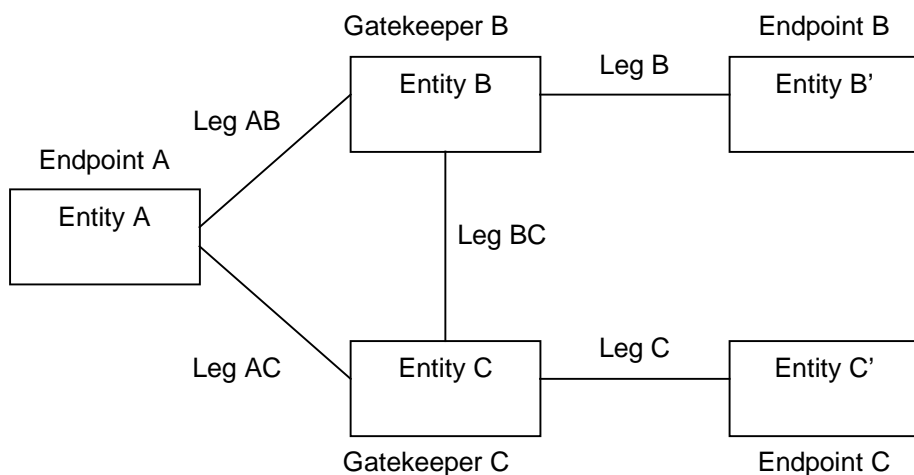 Gatekeeper B
Endpoint B
Entity B
Leg B
Entity B’
Leg AB
Endpoint A
Entity A
Leg BC
Leg AC
Entity C
Leg C
Entity C’
Gatekeeper C
Endpoint C